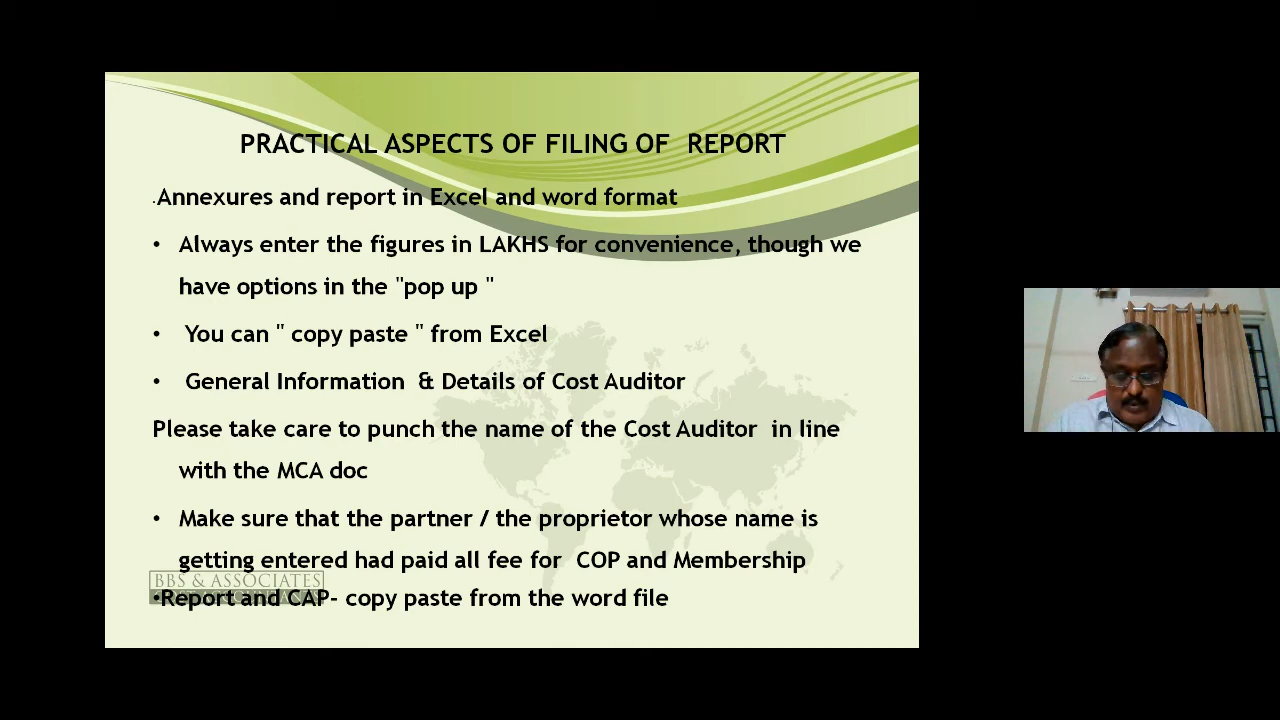 PRACTICAL ASPECTS OF FILING OF REPORT
.Annexures and report in Excel and word format
• Always enter the figures in LAKHS for convenience, though we
have options in the "pop up "
• You can " copy paste " from Excel
• General Information & Details of Cost Auditor
Please take care to punch the name of the Cost Auditor in line
with the MCA doc
• Make sure that the partner / the proprietor whose name is
getting entered had paid all fee for COP and Membership
BBS & ASSOCIATES
•Report and CAP- copy paste from the word file